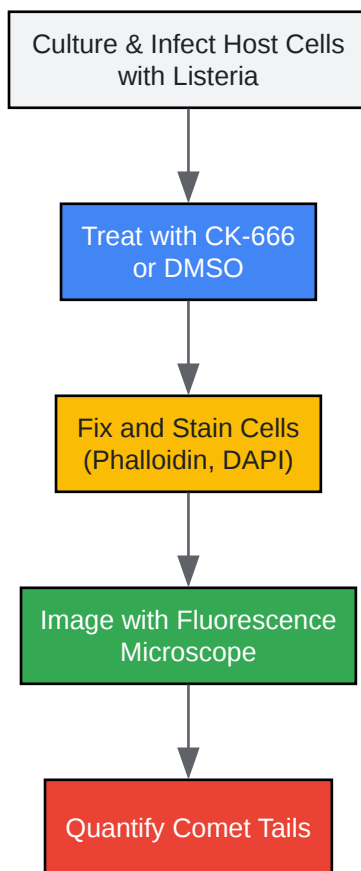 Culture & Infect Host Cells
with Listeria
Treat with CK-666
or DMSO
Fix and Stain Cells
(Phalloidin, DAPI)
Image with Fluorescence
Microscope
Quantify Comet Tails